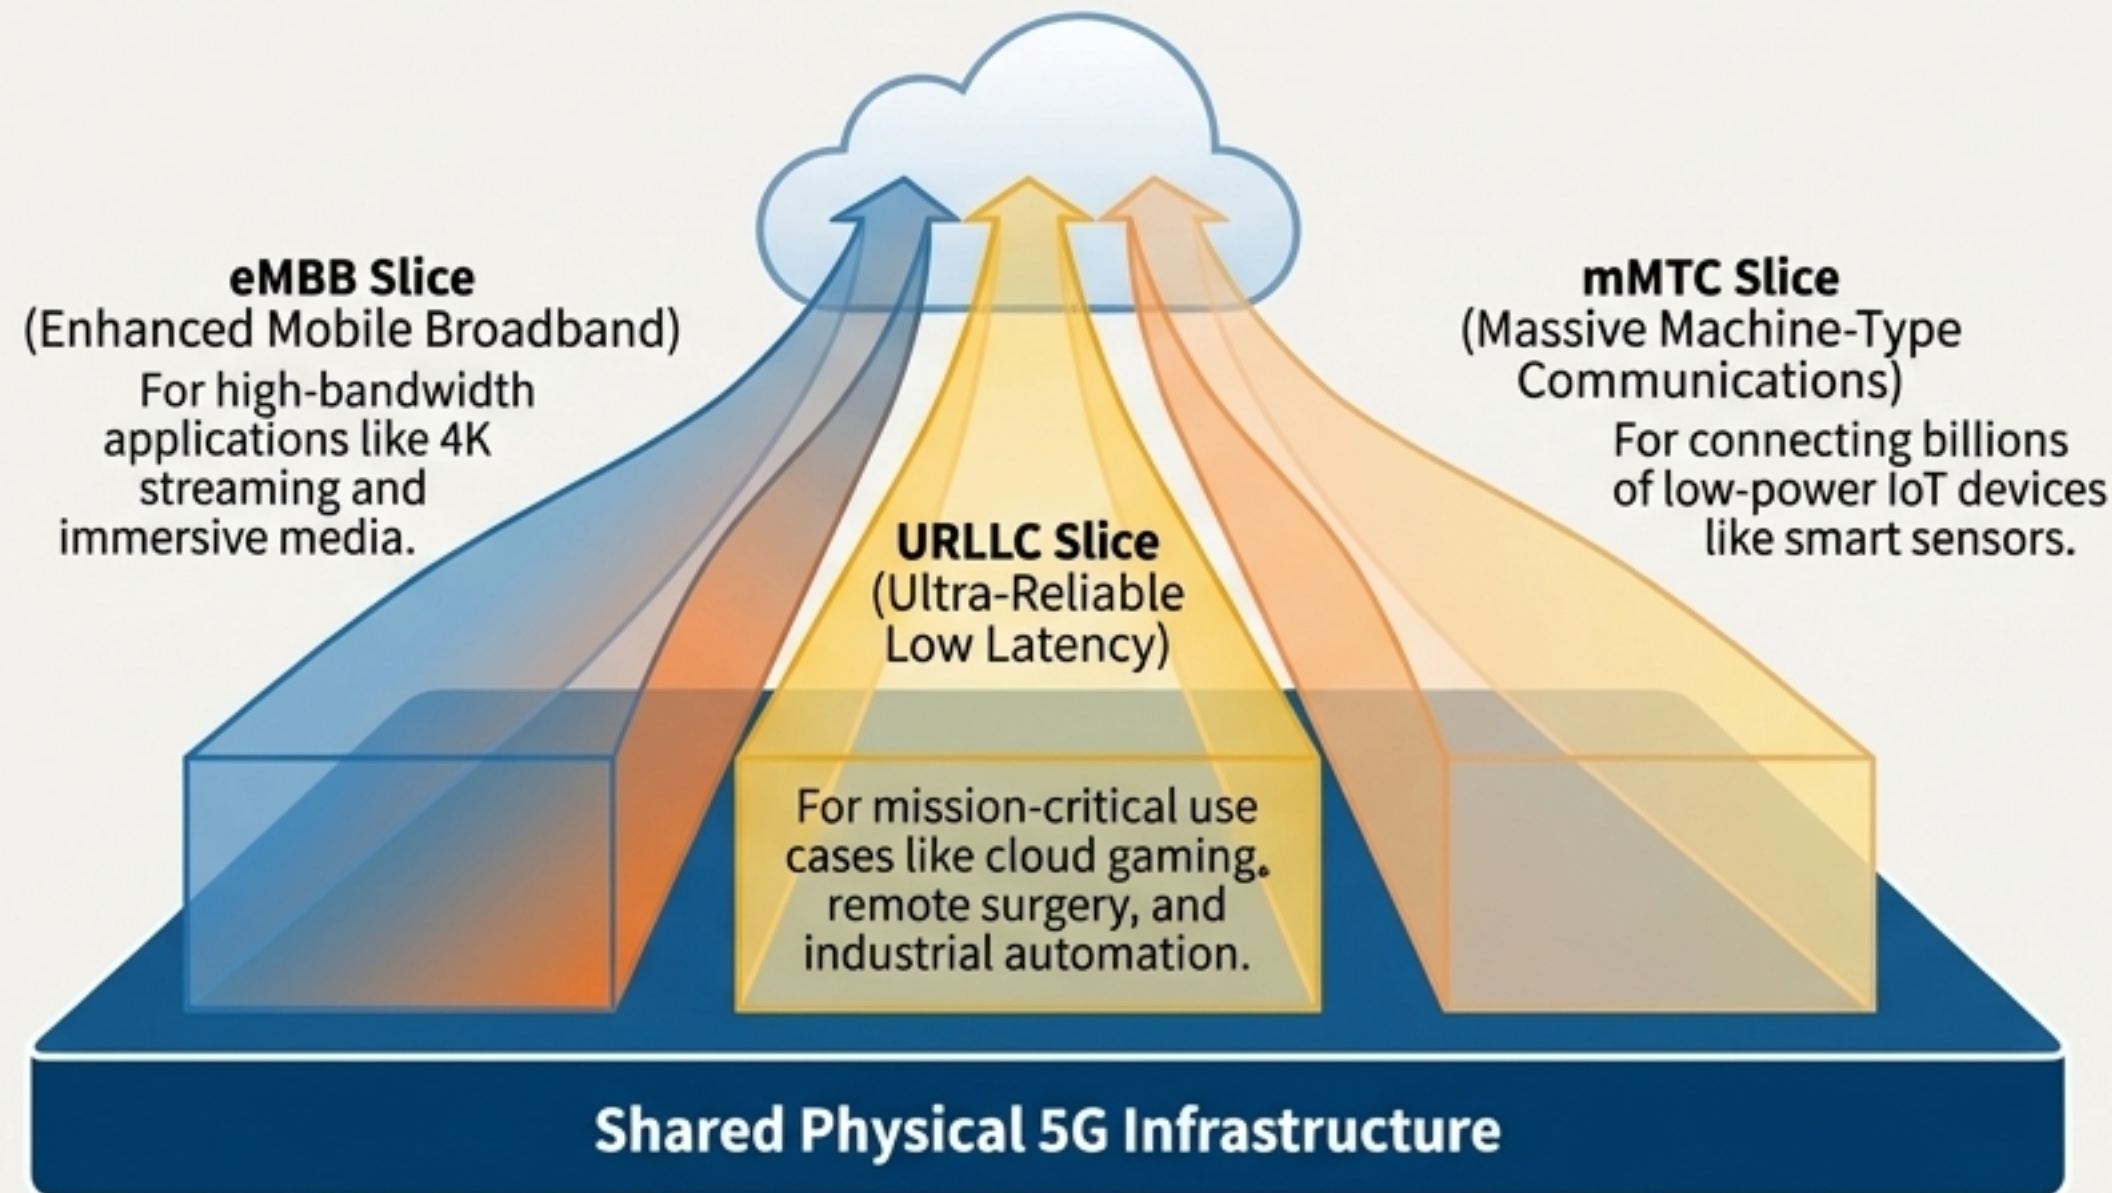 eMBB Slice
(Enhanced Mobile Broadband)
For high-bandwidth
applications like 4K
streaming and
immersive media.
URLLC Slice
(Ultra-Reliable
Low Latency)
For mission-critical use
cases like cloud gaming.
remote surgery, and
industrial automation.
mMTC Slice
(Massive Machine-Type
Communications)
For connecting billions
of low-power IoT devices
like smart sensors.
Shared Physical 5G Infrastructure